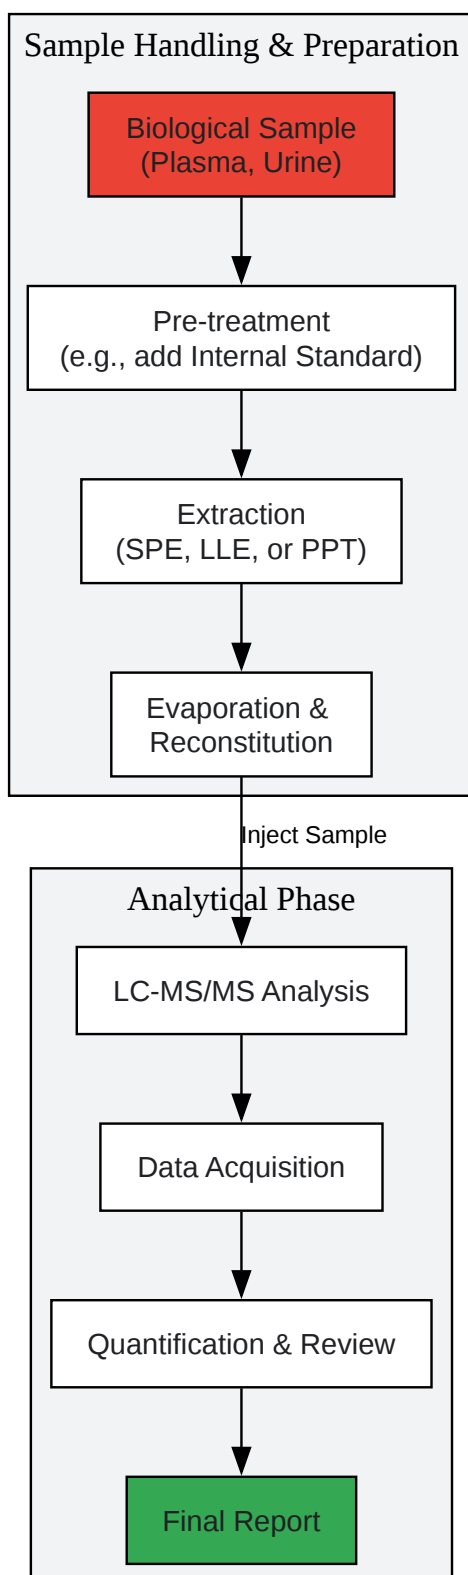 Sample Handling & Preparation
Biological Sample
(Plasma, Urine)
Pre-treatment
(e.g., add Internal Standard)
Extraction
(SPE, LLE, or PPT)
Evaporation &
Reconstitution
Inject Sample
Analytical Phase
LC-MS/MS Analysis
Data Acquisition
Quantification & Review
Final Report